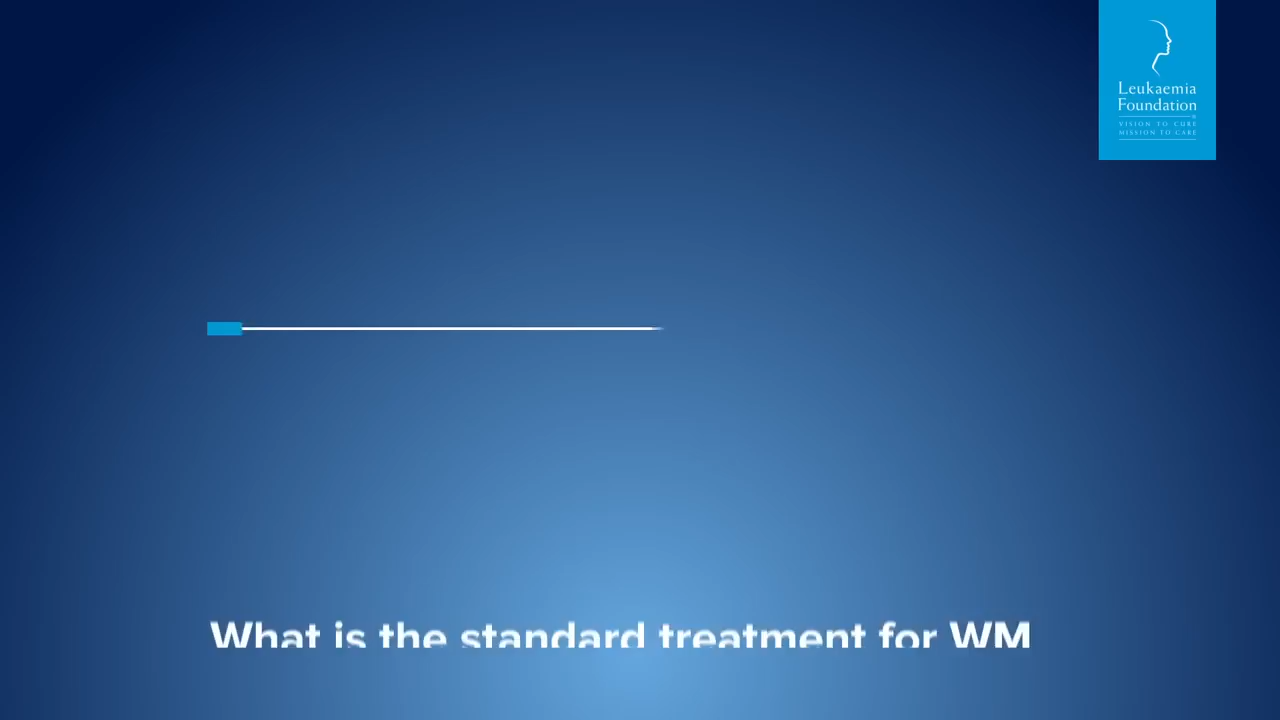 Leukaemia
Foundation
VISION TO CURE
MISSION TO CARE
What is the standard treatment for WM